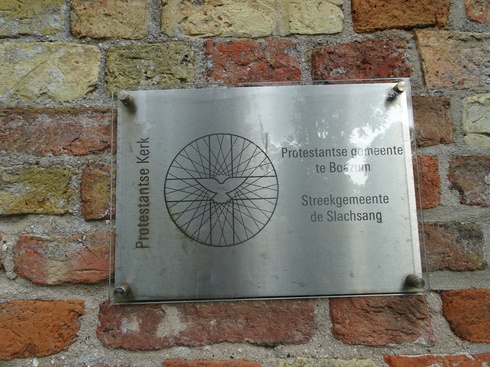 Protestantse Kerk
Protestantse gemeente
te Boazum
Streekgemeente
de Slachsang